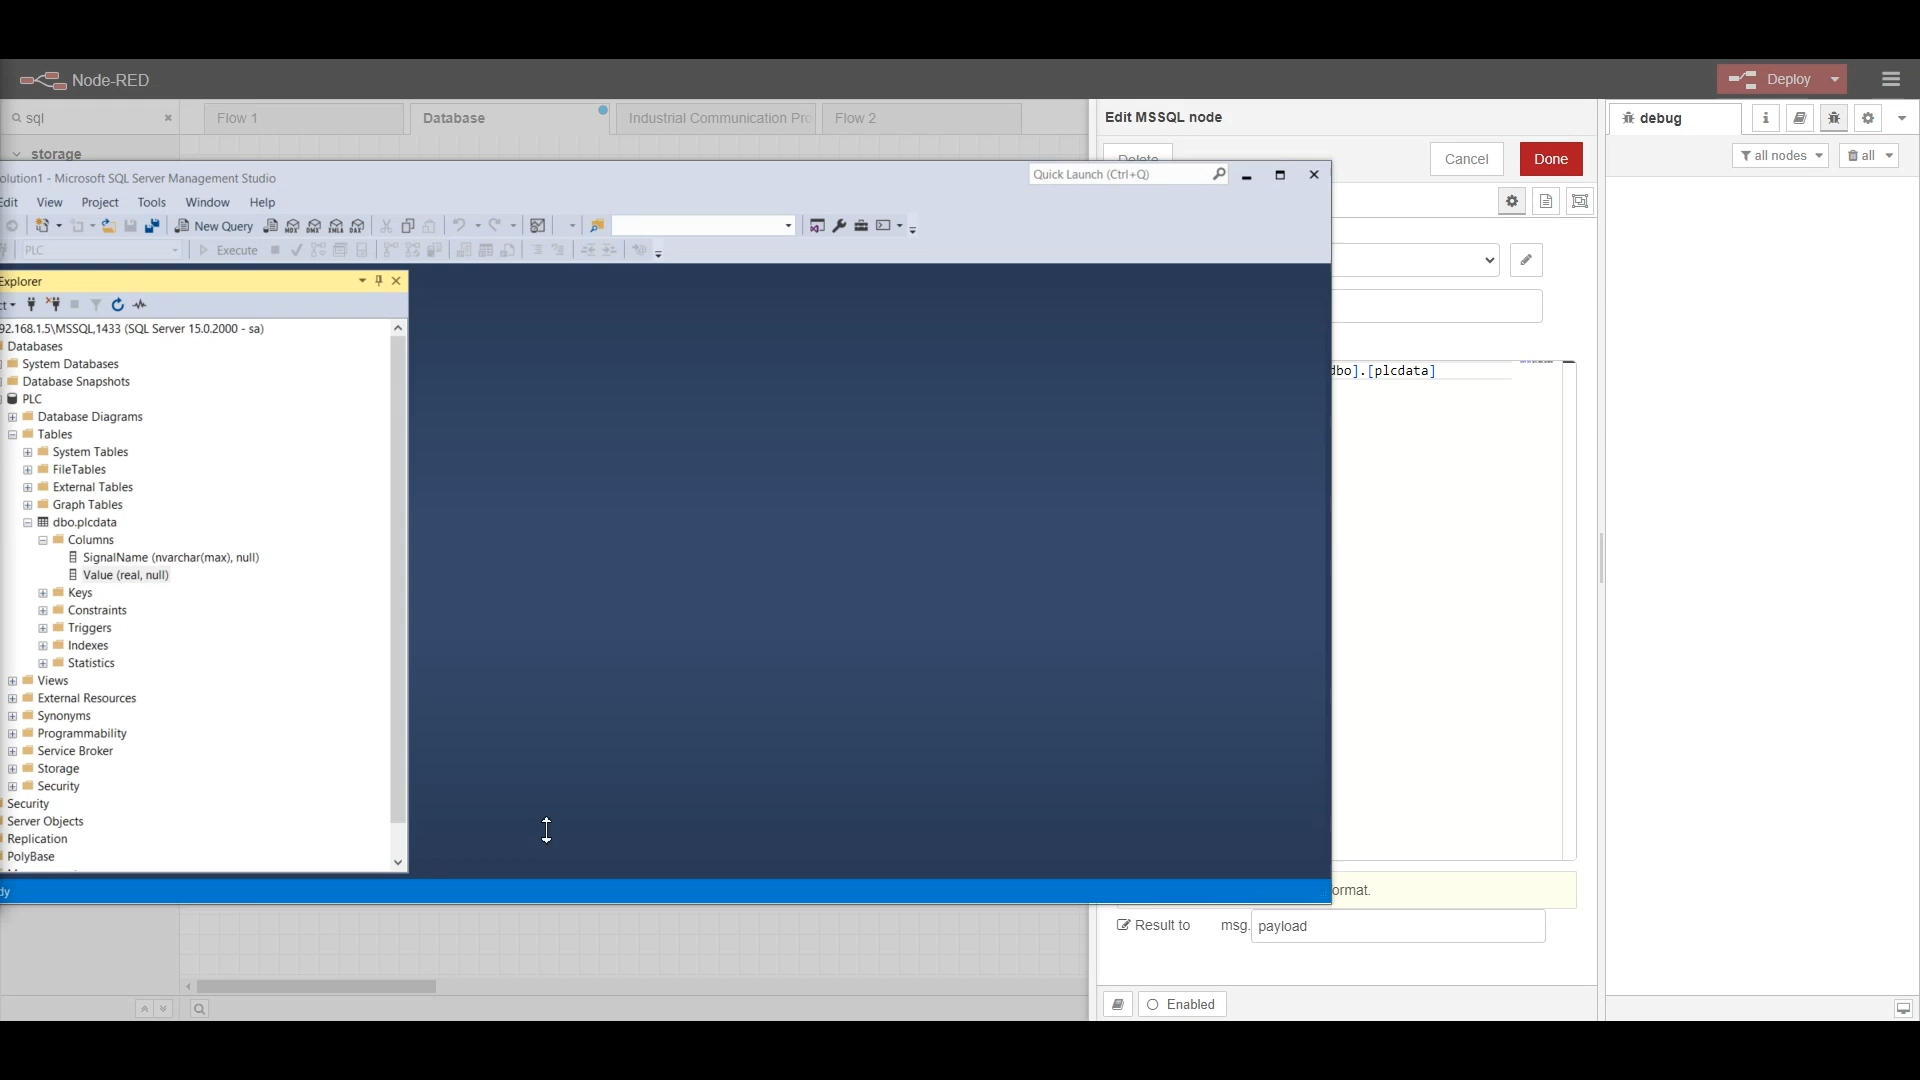 Node-RED
Deploy
sql
Flow 1
Database
Industrial Communication Pro
Flow 2
Edit MSSQL node
debug
storage
Delete
Cancel
Done
all nodes
all
olution1 - Microsoft SQL Server Management Studio
Quick Launch (Ctrl+Q)
Edit View Project Tools Window Help
New Query
PLC
Execute
Explorer
ct
92.168.1.5\MSSQL,1433 (SQL Server 15.0.2000 - sa)
Databases
System Databases
Database Snapshots
PLC
Database Diagrams
Tables
System Tables
FileTables
External Tables
Graph Tables
dbo.plcdata
Columns
SignalName (nvarchar(max), null)
Value (real, null)
Keys
Constraints
Triggers
Indexes
Statistics
Views
External Resources
Synonyms
Programmability
Service Broker
Storage
Security
Security
Server Objects
Replication
PolyBase
dy
dbo].[plcdata]
ormat.
Result to msg. payload
Enabled